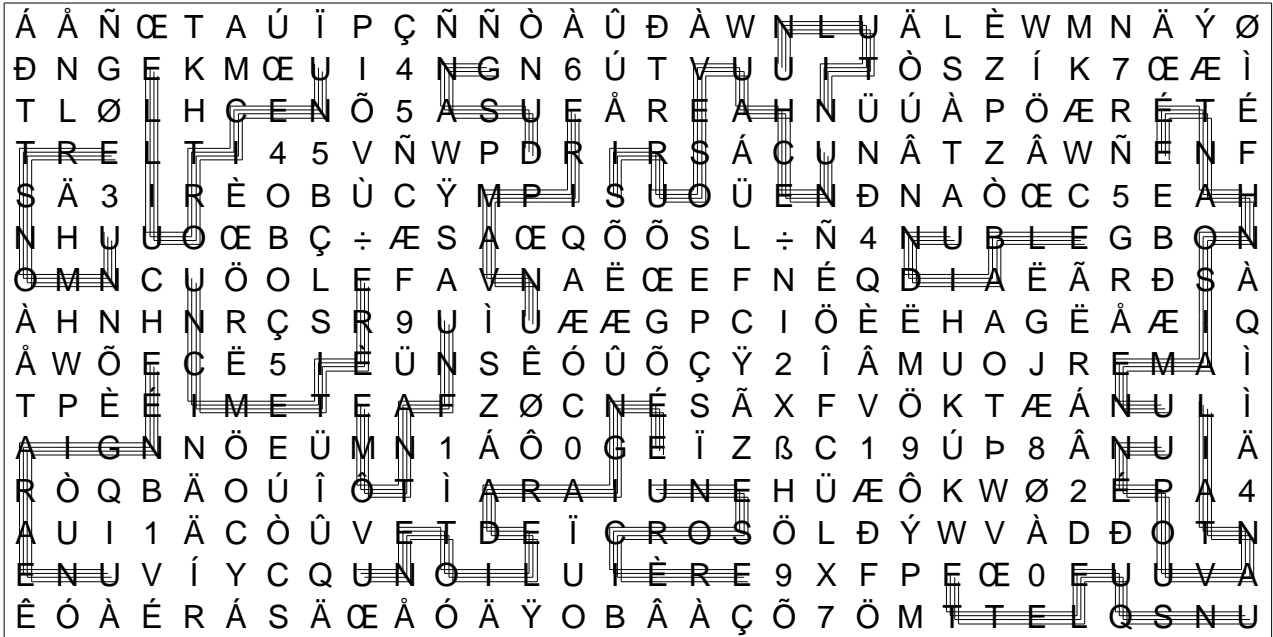 Á Å Ñ Œ T A Ú Ï P Ç Ñ Ñ Ò À Û Ð À W N L U Ä L È W M N Ä Ý Ø
Ð N G E K M Œ U I 4 N G N 6 Ú T V U U I T Ò S Z Í K 7 Œ Æ Ì
T L Ø L H C E N Õ 5 A S U E Å R E A H N Ü Ú À P Ö Æ R É T É
T R E L T I 4 5 V Ñ W P D R I R S Á C U N Â T Z Â W Ñ E N F
S Ä 3 I R È O B Ù C Ÿ M P I S U O Ü E N Ð N A Ò Œ C 5 E A H
N H U U O Œ B Ç ÷ Æ S A Œ Q Õ Õ S L ÷ Ñ 4 N U B L E G B O N
O M N C U Ö O L E F A V N A Ë Œ E F N É Q D I A Ë Ã R Ð S À
À H N H N R Ç S R 9 U Ì U Æ Æ G P C I Ö È Ë H A G Ë Å Æ I Q
Å W Õ E C Ë 5 I È Ü N S Ê Ó Û Õ Ç Ÿ 2 Î Â M U O J R E M A Ì
T P È É I M E T E A F Z Ø C N É S Ã X F V Ö K T Æ Á N U L Ì
A I G N N Ö E Ü M N 1 Á Ô 0 G E Ï Z ß C 1 9 Ú Þ 8 Â N U I Ä
R Ò Q B Ä O Ú Î Ô T Ì A R A I U N E H Ü Æ Ô K W Ø 2 É P A 4
A U I 1 Ä C Ò Û V E T D E Ï C R O S Ö L Ð Ý W V À D Ð O T N
E N U V Í Y C Q U N O I L U I È R E 9 X F P E Œ 0 E U U V A
Ê Ó À É R Á S Ä Œ Å Ó Ä Ÿ O B Â À Ç Õ 7 Ö M T T E L Q S N U